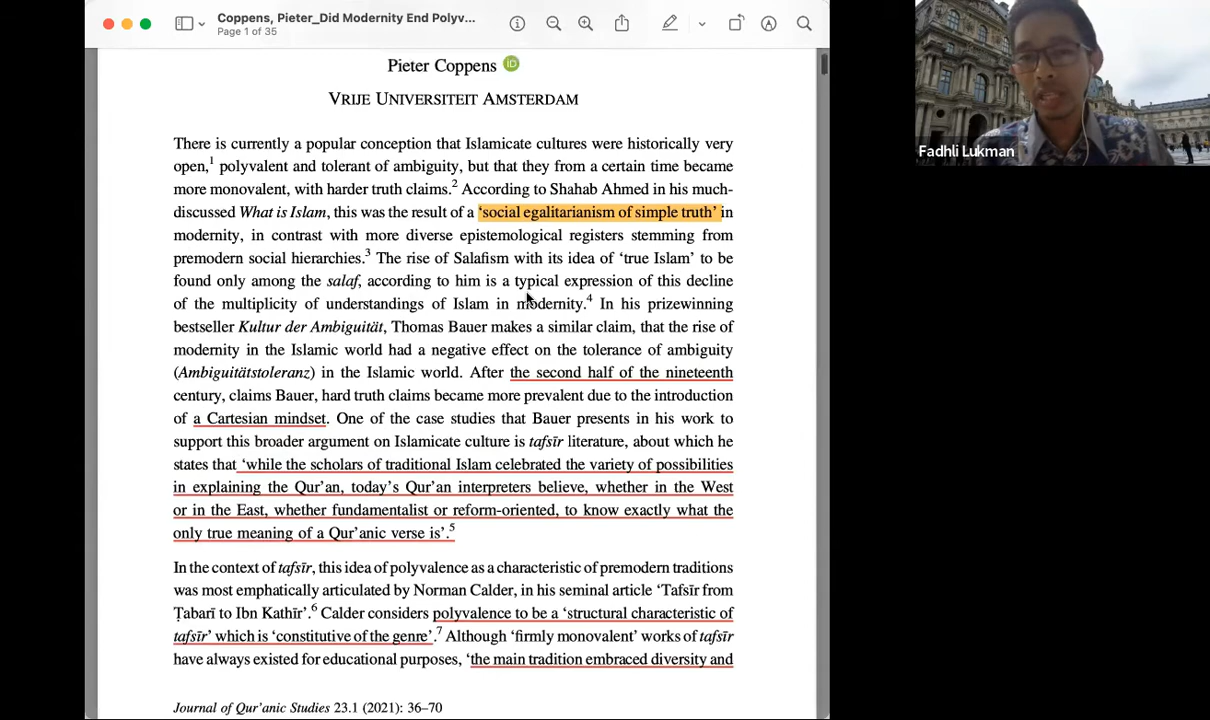 Coppens, Pieter_Did Modernity End Polyv...
Page 1 of 35
Pieter Coppens iD
VRIJE UNIVERSITEIT AMSTERDAM
There is currently a popular conception that Islamicate cultures were historically very
open,1 polyvalent and tolerant of ambiguity, but that they from a certain time became
more monovalent, with harder truth claims.2 According to Shahab Ahmed in his much-
discussed What is Islam, this was the result of a ‘social egalitarianism of simple truth’ in
modernity, in contrast with more diverse epistemological registers stemming from
premodern social hierarchies.3 The rise of Salafism with its idea of ‘true Islam’ to be
found only among the salaf, according to him is a typical expression of this decline
of the multiplicity of understandings of Islam in modernity.4 In his prizewinning
bestseller Kultur der Ambiguität, Thomas Bauer makes a similar claim, that the rise of
modernity in the Islamic world had a negative effect on the tolerance of ambiguity
(Ambiguitätstoleranz) in the Islamic world. After the second half of the nineteenth
century, claims Bauer, hard truth claims became more prevalent due to the introduction
of a Cartesian mindset. One of the case studies that Bauer presents in his work to
support this broader argument on Islamicate culture is tafsīr literature, about which he
states that ‘while the scholars of traditional Islam celebrated the variety of possibilities
in explaining the Qur’an, today’s Qur’an interpreters believe, whether in the West
or in the East, whether fundamentalist or reform-oriented, to know exactly what the
only true meaning of a Qur’anic verse is’.5
In the context of tafsīr, this idea of polyvalence as a characteristic of premodern traditions
was most emphatically articulated by Norman Calder, in his seminal article ‘Tafsīr from
Ṭabarī to Ibn Kathīr’.6 Calder considers polyvalence to be a ‘structural characteristic of
tafsīr’ which is ‘constitutive of the genre’.7 Although ‘firmly monovalent’ works of tafsīr
have always existed for educational purposes, ‘the main tradition embraced diversity and
Journal of Qur’anic Studies 23.1 (2021): 36–70
Fadhli Lukman